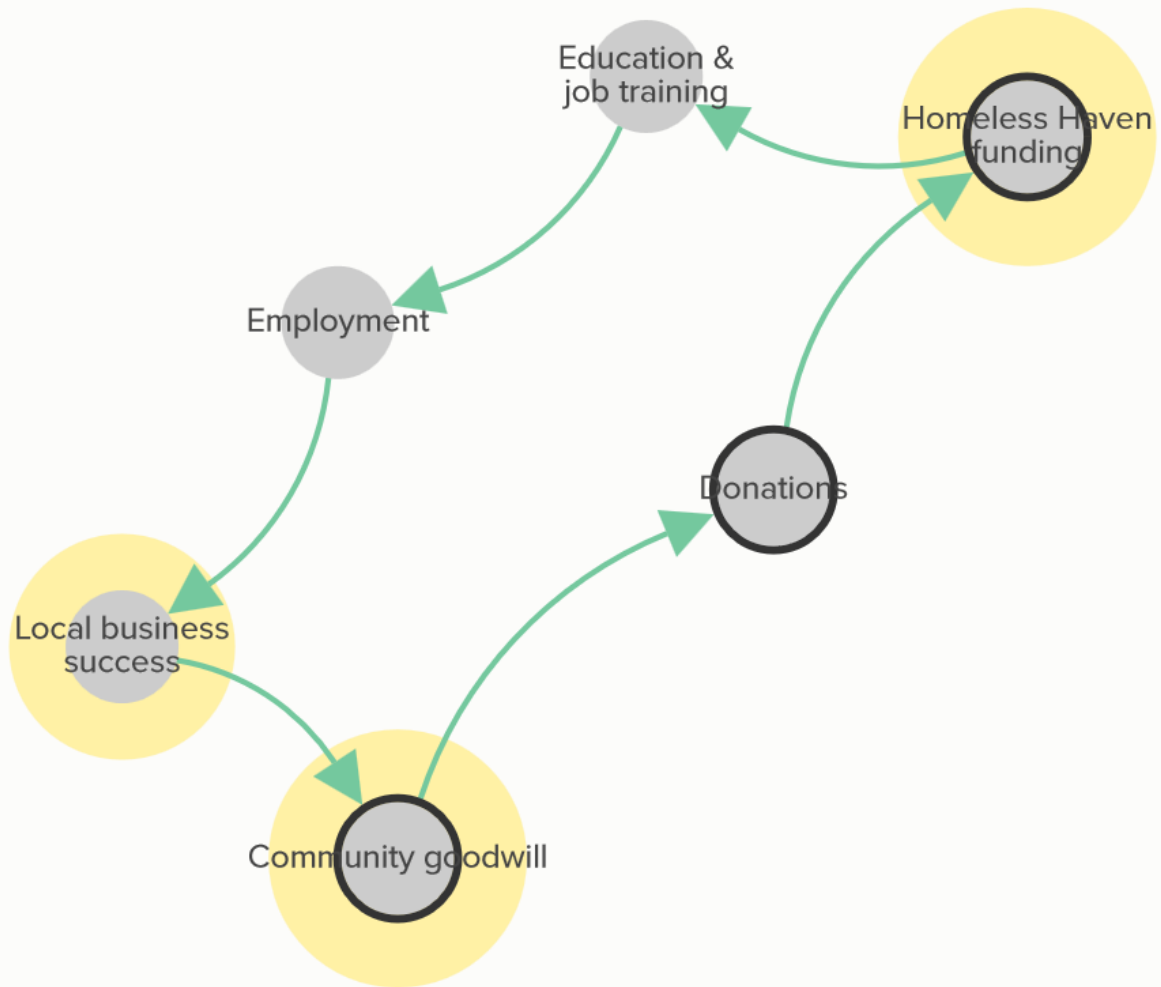 Education &
job training
Homeless Haven
funding
Employment
Donations
Local business
success
Community goodwill